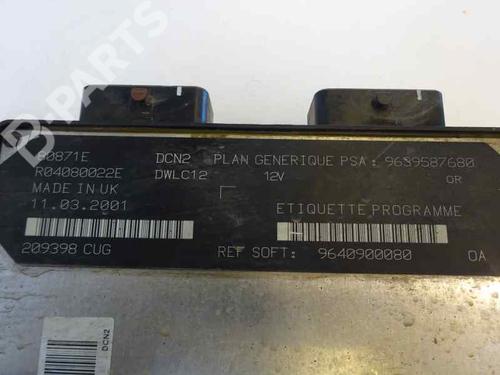 B-PARTS
80871E DCN2 PLAN GENERIQUE PSA: 9639587680
R04080022E DWLC12 12V OR
MADE IN UK
11.03.2001 ETIQUETTE PROGRAMME
209398 CUG REF SOFT: 9640900080 OA
DCN2